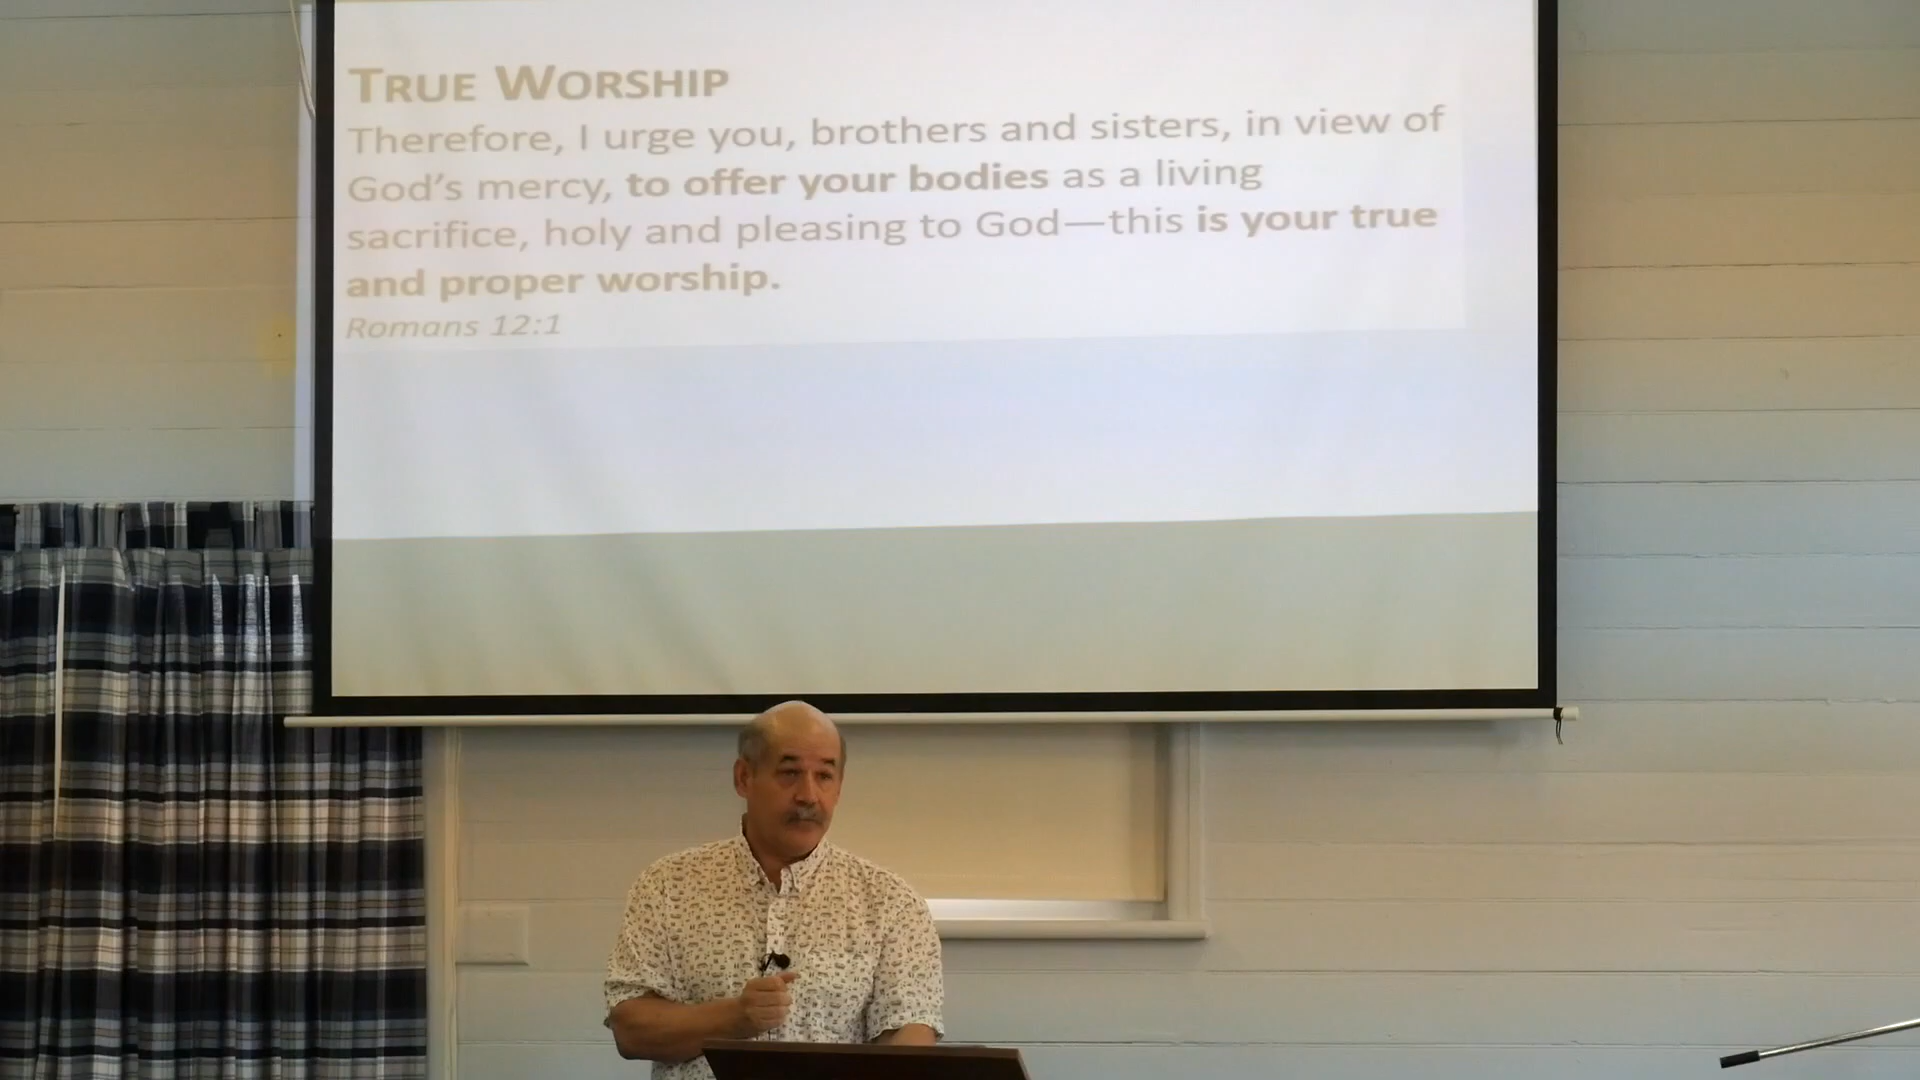 TRUE WORSHIP
Therefore, I urge you, brothers and sisters, in view of
God's mercy, to offer your bodies as a living
sacrifice, holy and pleasing to God—this is your true
and proper worship.
Romans 12:1